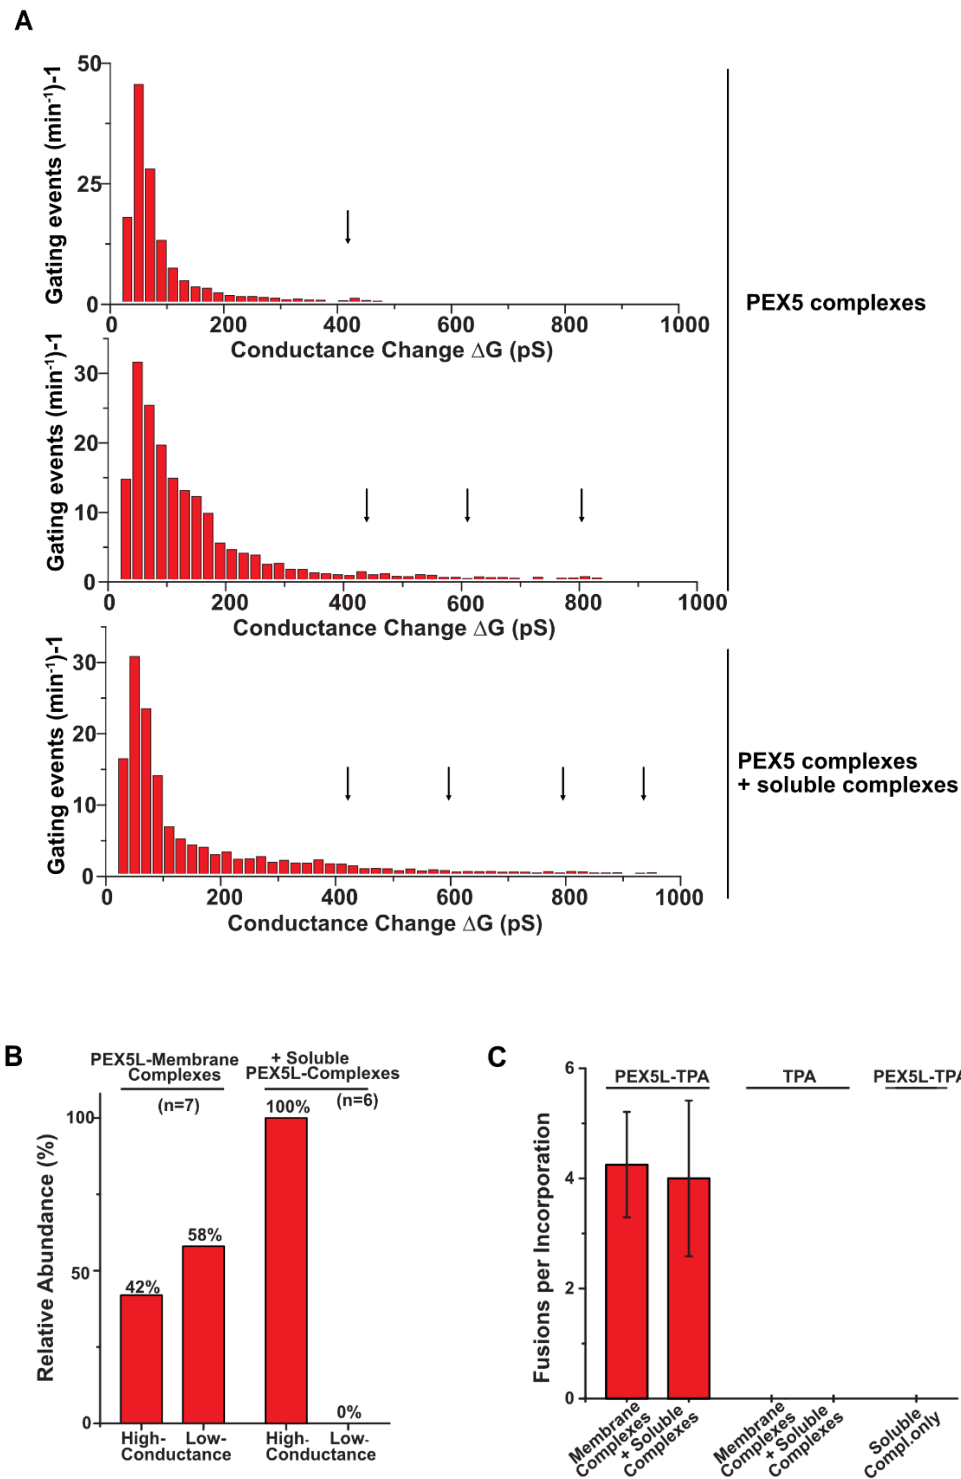 A
50
25
0
Gating events (min⁻¹)-1
0 200 400 600 800 1000
Conductance Change ΔG (pS)
PEX5 complexes
30
20
10
0
Gating events (min⁻¹)-1
0 200 400 600 800 1000
Conductance Change ΔG (pS)
30
20
10
0
Gating events (min⁻¹)-1
0 200 400 600 800 1000
Conductance Change ΔG (pS)
PEX5 complexes
+ soluble complexes
B
PEX5L-Membrane
Complexes
(n=7)
+ Soluble
PEX5L-Complexes
(n=6)
100
50
0
Relative Abundance (%)
42%
58%
100%
0%
High- Low-
Conductance
High- Low-
Conductance
C
6
4
2
0
Fusions per Incorporation
PEX5L-TPA
TPA
PEX5L-TPA
Membrane
Complexes
+ Soluble
Complexes
Membrane
Complexes
+ Soluble
Complexes
Soluble
Compl.only